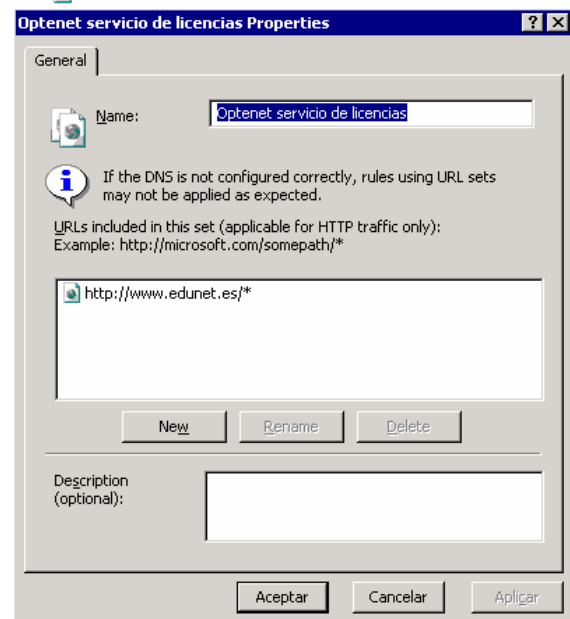 Optenet servicio de licencias Properties
General
Name:
Optenet servicio de licencias
If the DNS is not configured correctly, rules using URL sets
may not be applied as expected.
URLs included in this set (applicable for HTTP traffic only):
Example: http://microsoft.com/somepath/*
http://www.edunet.es/*
New
Rename
Delete
Description
(optional):
Aceptar
Cancelar
Aplicar